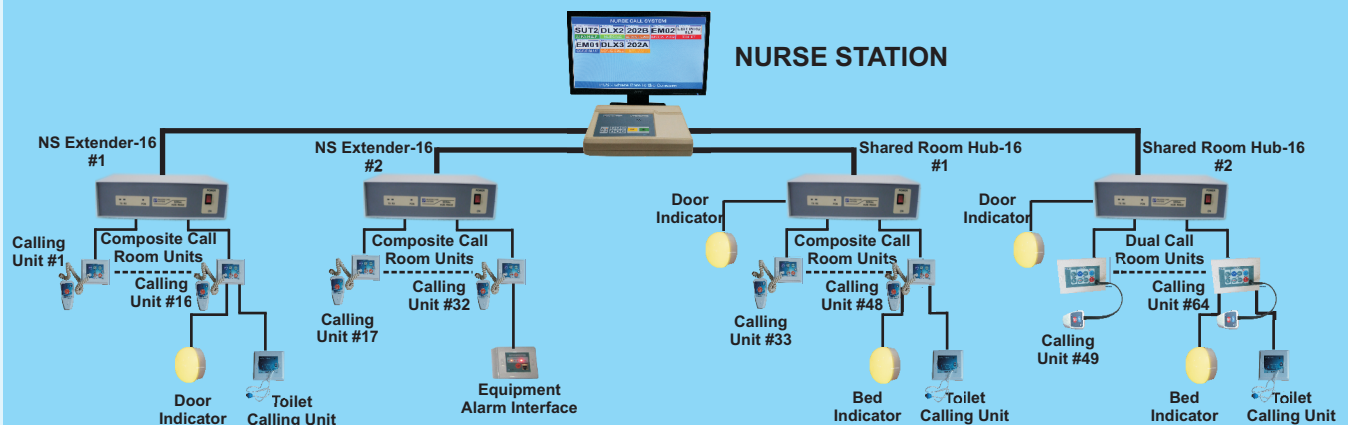 NURSE CALL SYSTEM
SUT2 DLX2 202B EM02
EM01 DLX3 202A
NURSE STATION
NS Extender-16
#1
NS Extender-16
#2
Shared Room Hub-16
#1
Shared Room Hub-16
#2
Door
Indicator
Door
Indicator
Calling
Unit #1
Composite Call
Room Units
Calling
Unit #16
Composite Call
Room Units
Calling
Unit #32
Composite Call
Room Units
Calling
Unit #48
Dual Call
Room Units
Calling
Unit #64
Calling
Unit #17
Calling
Unit #33
Calling
Unit #49
Door
Indicator
Toilet
Calling Unit
Equipment
Alarm Interface
Bed
Indicator
Toilet
Calling Unit
Bed
Indicator
Toilet
Calling Unit